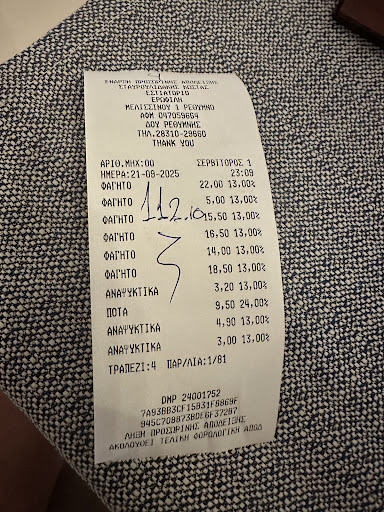 ΕΝΑΡΞΗ ΠΡΟΣΩΡΙΝΗΣ ΑΠΟΔΕΙΞΗΣ
ΣΤΑΥΡΟΥΛΙΔΑΚΗΣ ΚΩΣΤΑΣ
ΕΣΤΙΑΤΟΡΙΟ
ΕΡΩΦΙΛΗ
ΜΕΛΙΣΣΙΝΟΥ 1 ΡΕΘΥΜΝΟ
ΑΦΜ 047059664
ΔΟΥ ΡΕΘΥΜΝΗΣ
ΤΗΛ.28310-29660
THANK YOU
ΑΡΙΘ.ΜΗΧ:00 ΣΕΡΒΙΤΟΡΟΣ 1
ΗΜΕΡΑ:21-08-2025 23:09
ΦΑΓΗΤΟ 22,00 13,00%
ΦΑΓΗΤΟ 5,00 13,00%
ΦΑΓΗΤΟ 15,50 13,00%
ΦΑΓΗΤΟ 16,50 13,00%
ΦΑΓΗΤΟ 14,00 13,00%
ΦΑΓΗΤΟ 18,50 13,00%
ΑΝΑΨΥΚΤΙΚΑ 3,20 13,00%
ΠΟΤΑ 9,50 24,00%
ΑΝΑΨΥΚΤΙΚΑ 4,90 13,00%
ΑΝΑΨΥΚΤΙΚΑ 3,00 13,00%
ΤΡΑΠΕΖΙ:4 ΠΑΡ/ΛΙΑ:1/81
112.10
3
DMP 24001752
7A93BB3CF15B31FB869F
945C70B873BDE6F37287
ΛΗΞΗ ΠΡΟΣΩΡΙΝΗΣ ΑΠΟΔΕΙΞΗΣ
ΑΚΟΛΟΥΘΕΙ ΤΕΛΙΚΗ ΦΟΡΟΛΟΓΙΚΗ ΑΠΟΔ